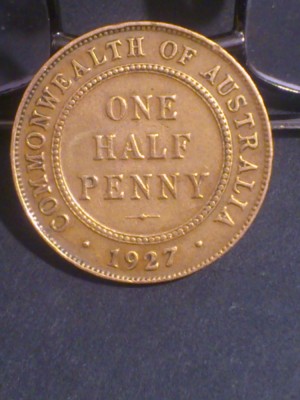 COMMONWEALTH OF AUSTRALIA
ONE
HALF
PENNY
· 1927 ·